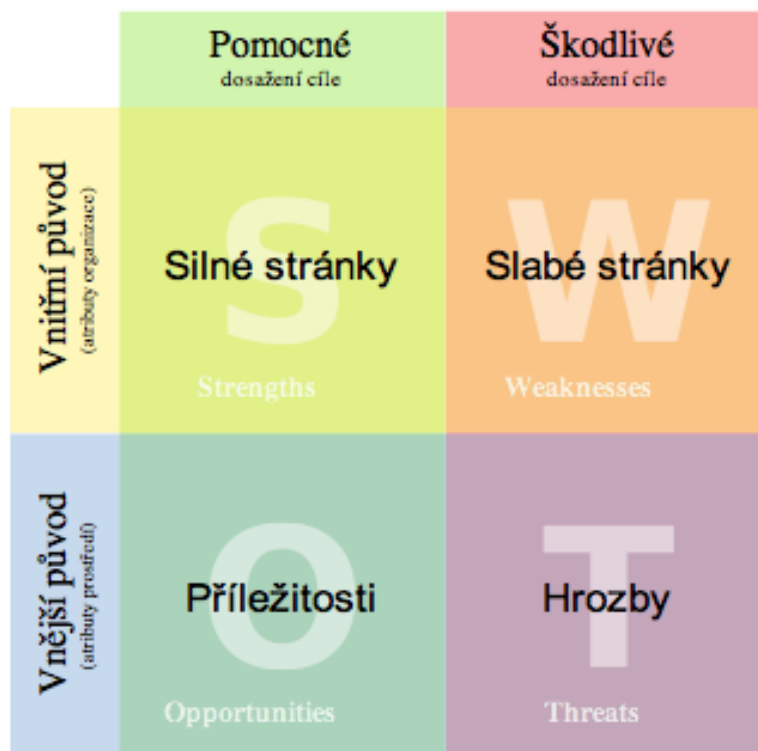 Pomocné
dosažení cíle
Škodlivé
dosažení cíle
Vnitřní původ
(atributy organizace)
S
Silné stránky
Strengths
W
Slabé stránky
Weaknesses
Vnější původ
(atributy prostředí)
O
Příležitosti
Opportunities
T
Hrozby
Threats